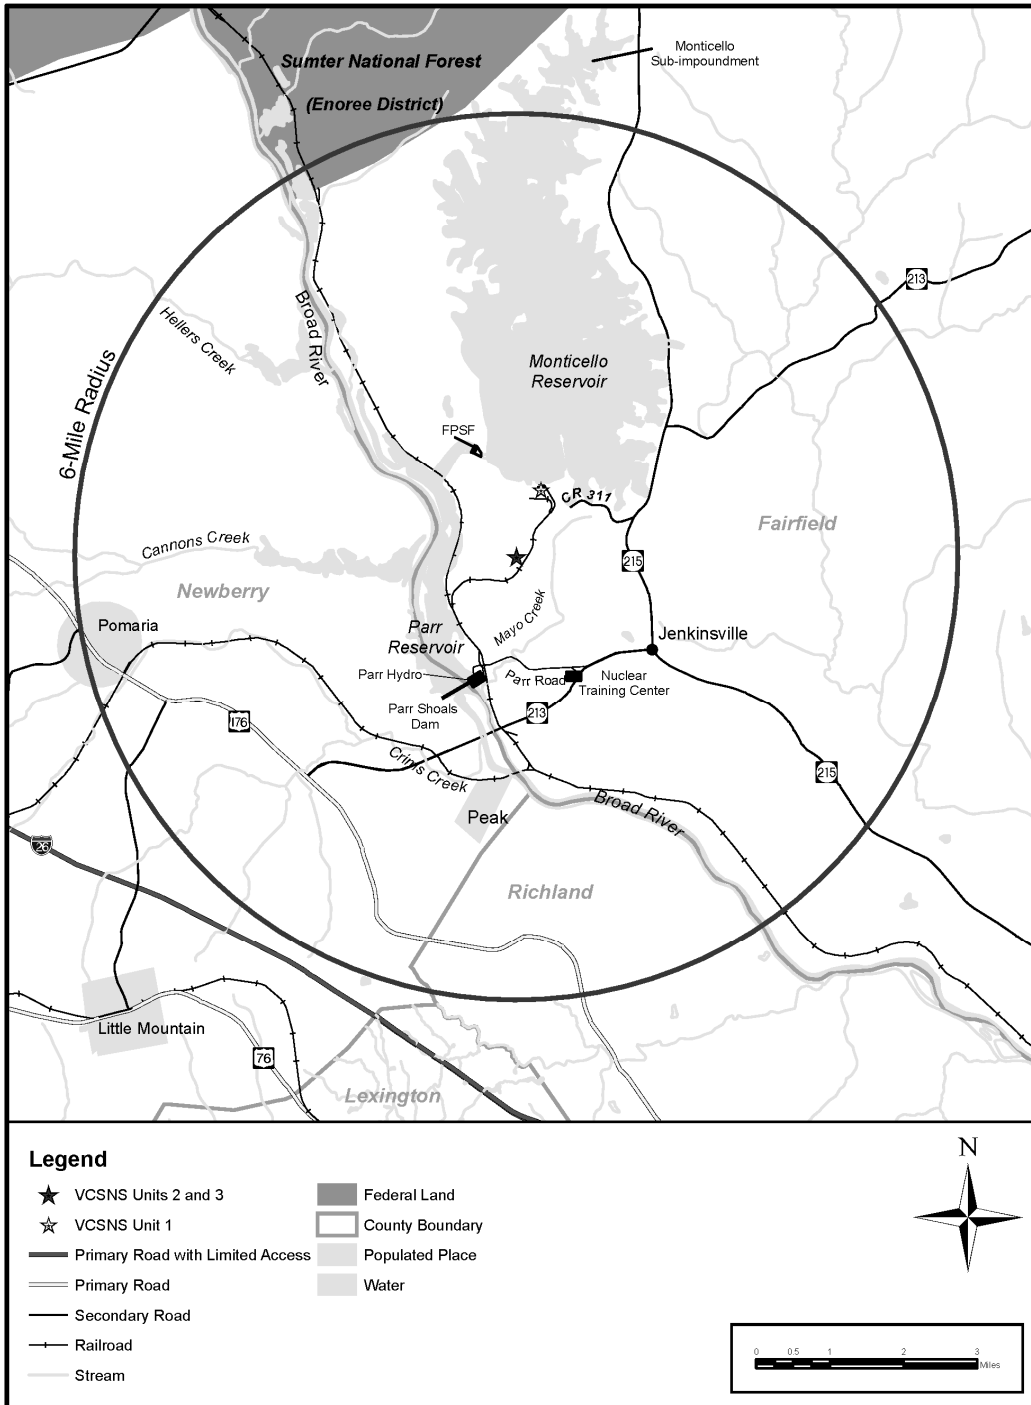 Sumter National Forest
(Enoree District)
Monticello
Sub-impoundment
213
Hellers Creek
Broad River
Monticello
Reservoir
6-Mile Radius
FPSF
CR 311
Fairfield
Cannons Creek
215
Newberry
Mayo Creek
Pomaria
Parr
Reservoir
Jenkinsville
Parr Hydro
Parr Road
Nuclear
Training Center
Parr Shoals
Dam
213
176
Crims Creek
215
Broad River
Peak
26
Richland
Little Mountain
76
Lexington
Legend
N
VCSNS Units 2 and 3
Federal Land
VCSNS Unit 1
County Boundary
Primary Road with Limited Access
Populated Place
Primary Road
Water
Secondary Road
Railroad
Stream
0 0.5 1 2 3
Miles